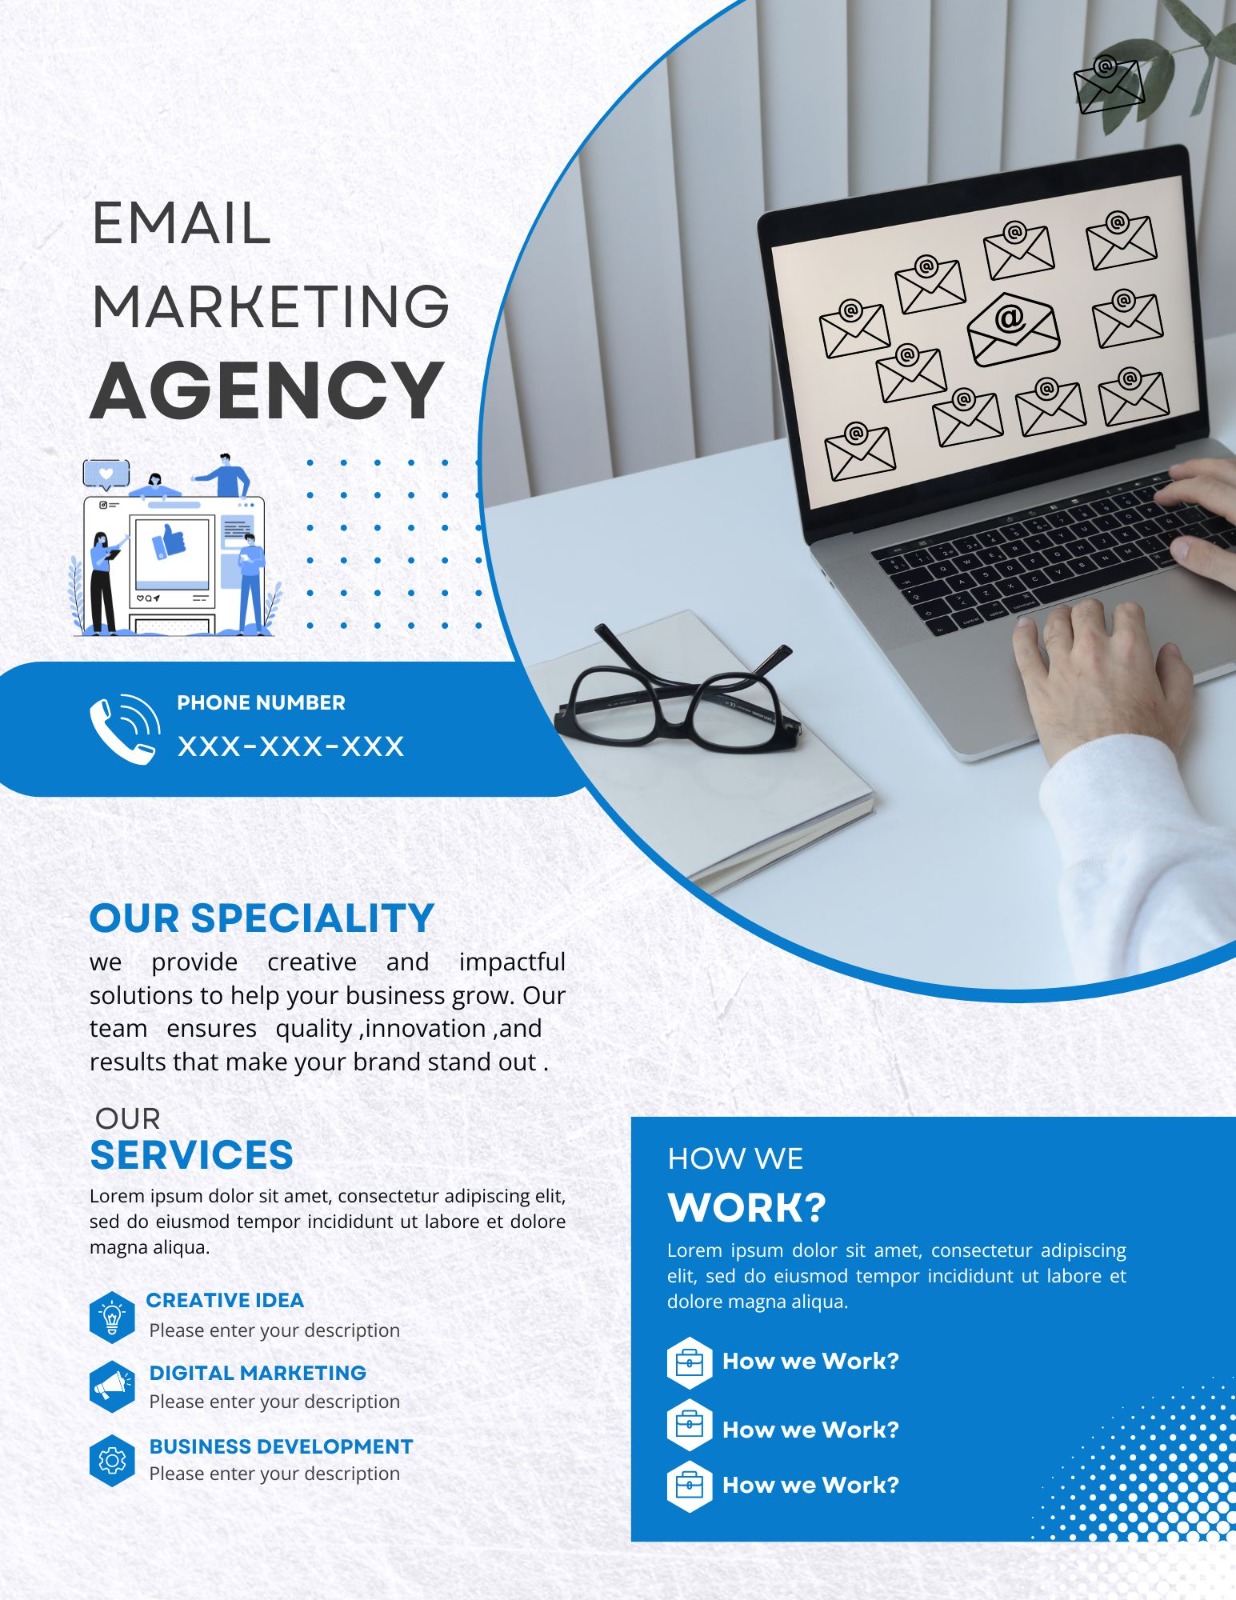 EMAIL
MARKETING
AGENCY
PHONE NUMBER
XXX-XXX-XXX
OUR SPECIALITY
we provide creative and impactful
solutions to help your business grow. Our
team ensures quality ,innovation ,and
results that make your brand stand out .
OUR
SERVICES
Lorem ipsum dolor sit amet, consectetur adipiscing elit,
sed do eiusmod tempor incididunt ut labore et dolore
magna aliqua.
CREATIVE IDEA
Please enter your description
DIGITAL MARKETING
Please enter your description
BUSINESS DEVELOPMENT
Please enter your description
HOW WE
WORK?
Lorem ipsum dolor sit amet, consectetur adipiscing
elit, sed do eiusmod tempor incididunt ut labore et
dolore magna aliqua.
How we Work?
How we Work?
How we Work?